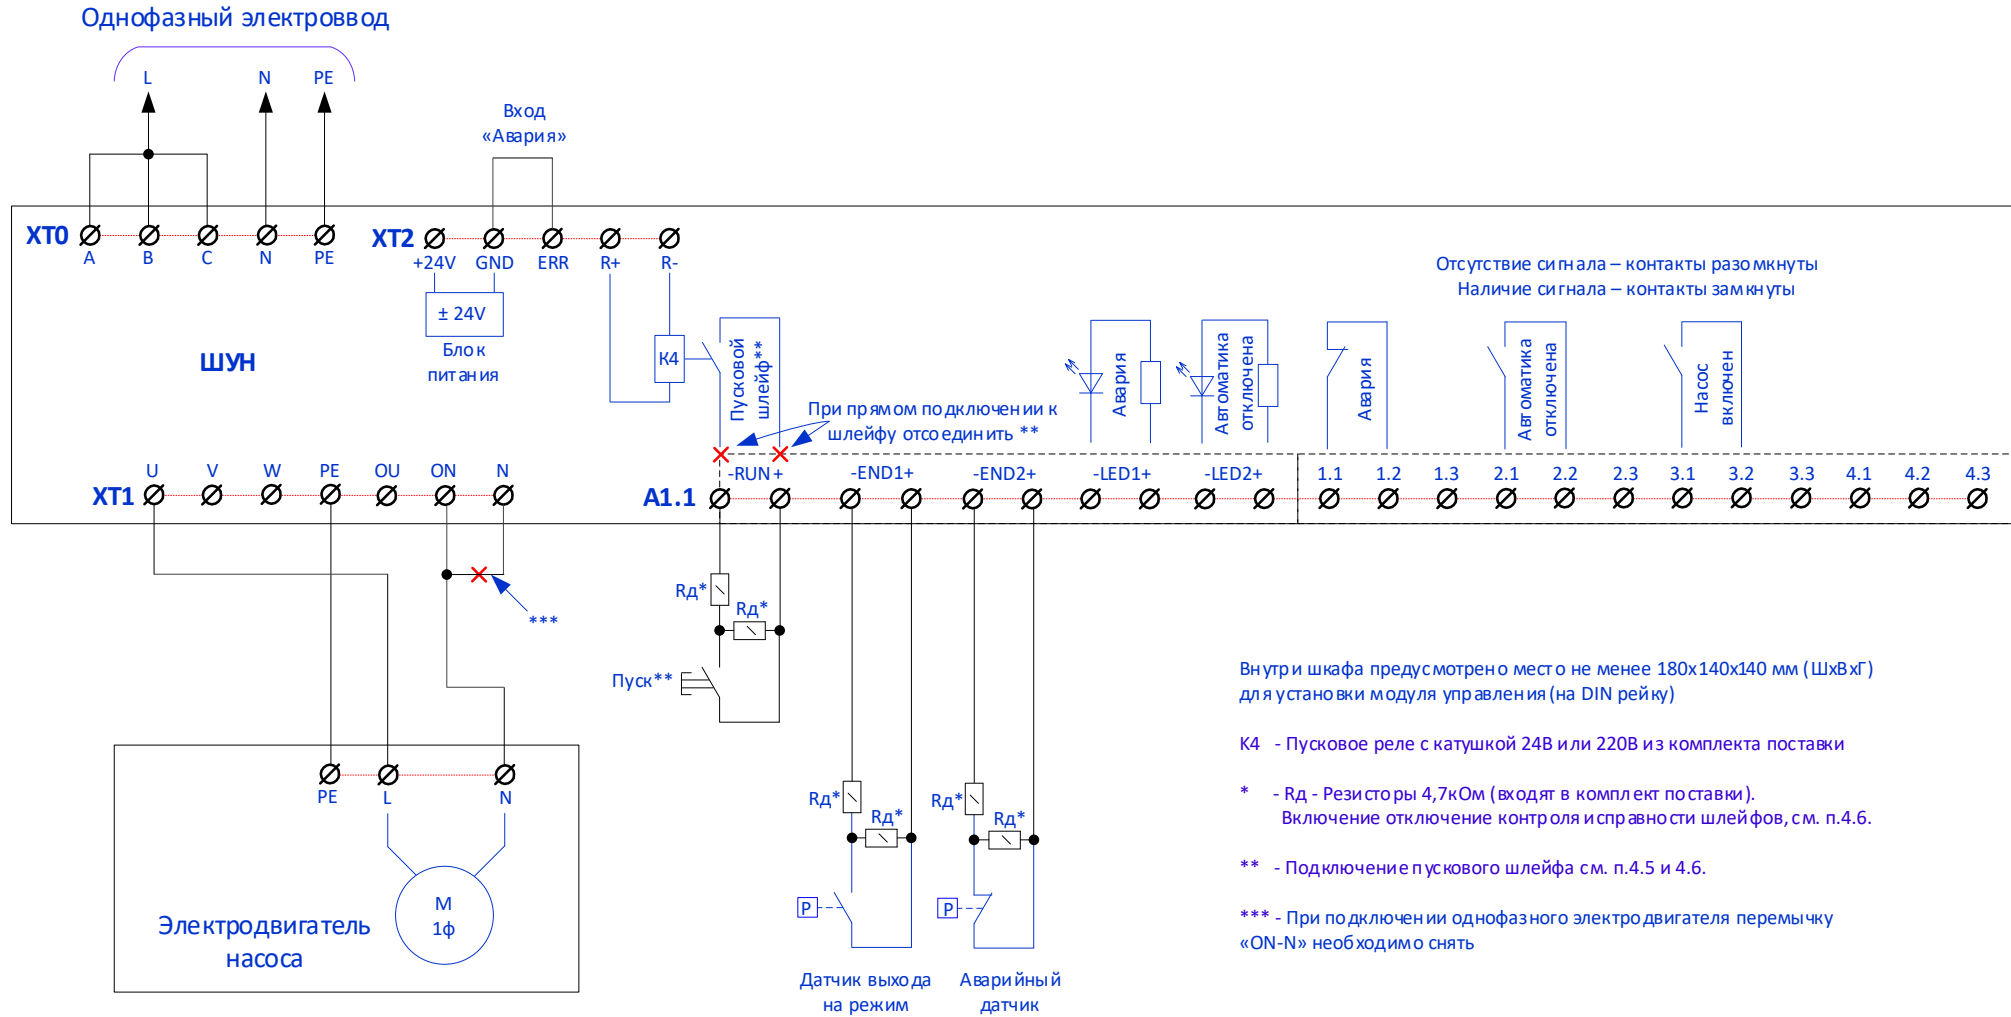 Однофазный электроввод
L N PE
Вход
«Авария»
XT0
A B C N PE
XT2
+24V GND ERR R+ R-
± 24V
Блок
питания
K4
Пусковой
шлейф**
ШУН
При прямом подключении к
шлейфу отсоединить **
Авария
Автоматика
отключена
Отсутствие сигнала – контакты разомкнуты
Наличие сигнала – контакты замкнуты
Авария
Автоматика
отключена
Насос
включен
XT1
U V W PE OU ON N
A1.1
-RUN+ -END1+ -END2+ -LED1+ -LED2+
1.1 1.2 1.3 2.1 2.2 2.3 3.1 3.2 3.3 4.1 4.2 4.3
***
Rд*
Rд*
Пуск**
Rд*
Rд*
P
Датчик выхода
на режим
Rд*
Rд*
P
Аварийный
датчик
PE L N
M
1ф
Электродвигатель
насоса
Внутри шкафа предусмотрено место не менее 180x140x140 мм (ШхВхГ)
для установки модуля управления (на DIN рейку)
K4 - Пусковое реле с катушкой 24В или 220В из комплекта поставки
* - Rд - Резисторы 4,7кОм (входят в комплект поставки).
Включение отключение контроля исправности шлейфов, см. п.4.6.
** - Подключение пускового шлейфа см. п.4.5 и 4.6.
*** - При подключении однофазного электродвигателя перемычку
«ON-N» необходимо снять